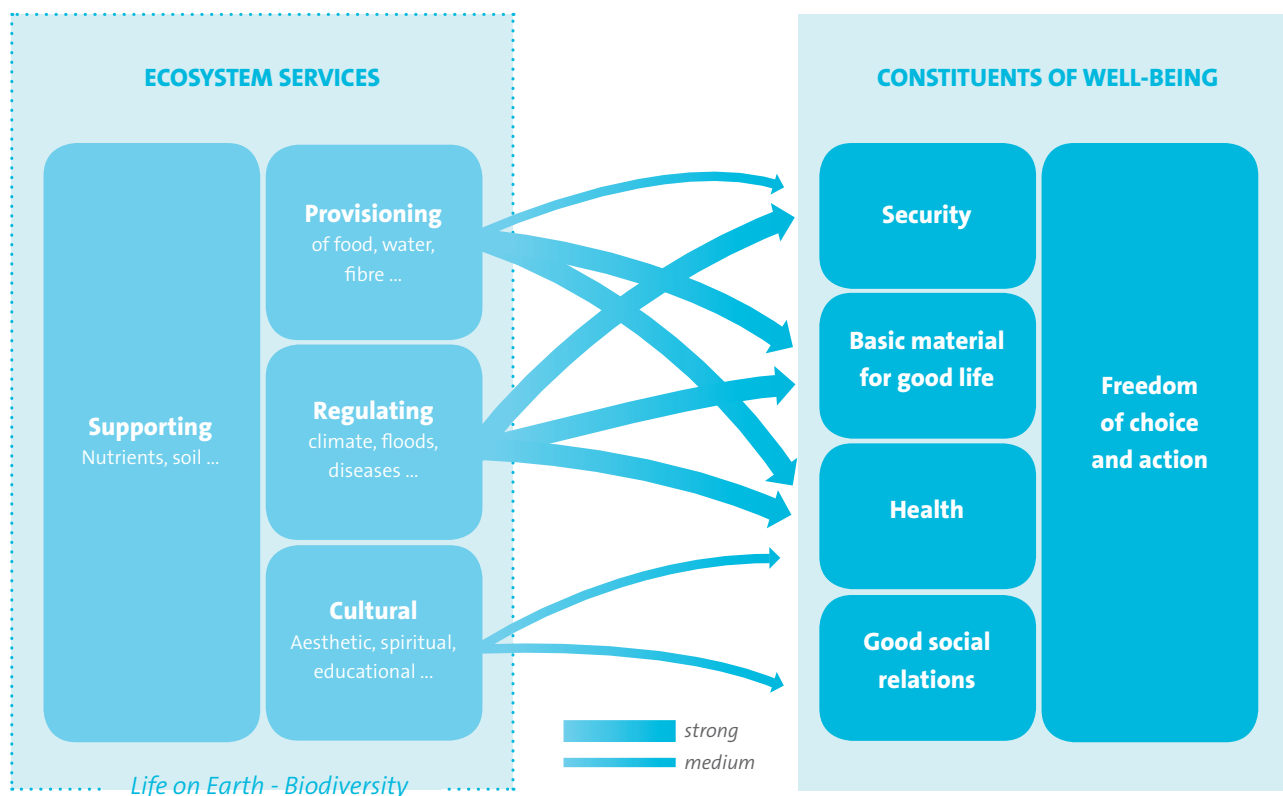 ECOSYSTEM SERVICES
Supporting
Nutrients, soil ...
Provisioning
of food, water,
fibre ...
Regulating
climate, floods,
diseases ...
Cultural
Aesthetic, spiritual,
educational ...
Life on Earth - Biodiversity
strong
medium
CONSTITUENTS OF WELL-BEING
Security
Basic material
for good life
Health
Good social
relations
Freedom
of choice
and action